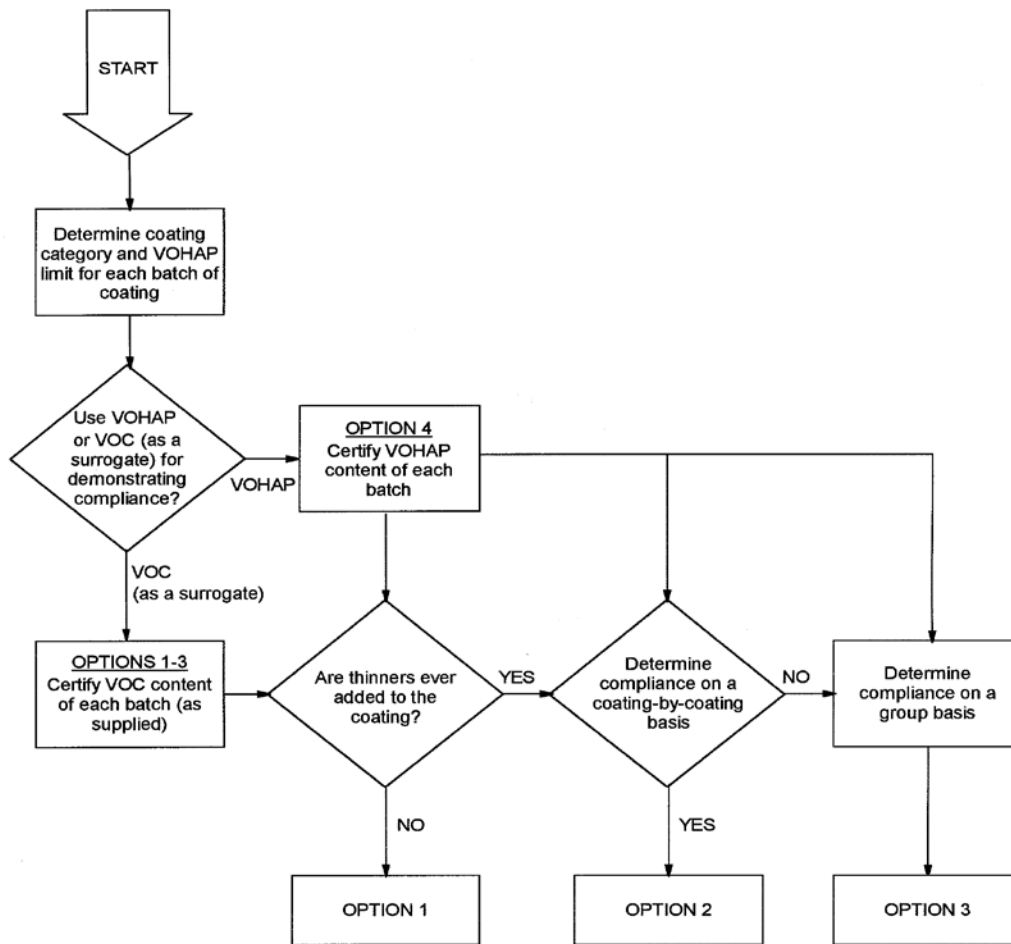 START
Determine coating
category and VOHAP
limit for each batch of
coating
Use VOHAP
or VOC (as a
surrogate) for
demonstrating
compliance?
VOHAP
OPTION 4
Certify VOHAP
content of each
batch
VOC
(as a surrogate)
OPTIONS 1-3
Certify VOC content
of each batch (as
supplied)
Are thinners ever
added to the
coating?
YES
Determine
compliance on a
coating-by-coating
basis
NO
Determine
compliance on a
group basis
NO
YES
OPTION 1
OPTION 2
OPTION 3